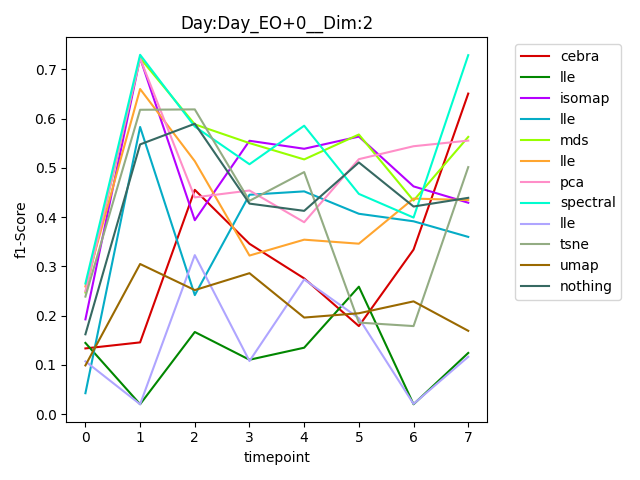 Day:Day_EO+0__Dim:2
f1-Score
0.7
0.6
0.5
0.4
0.3
0.2
0.1
0.0
0 1 2 3 4 5 6 7
timepoint
cebra
lle
isomap
lle
mds
lle
pca
spectral
lle
tsne
umap
nothing